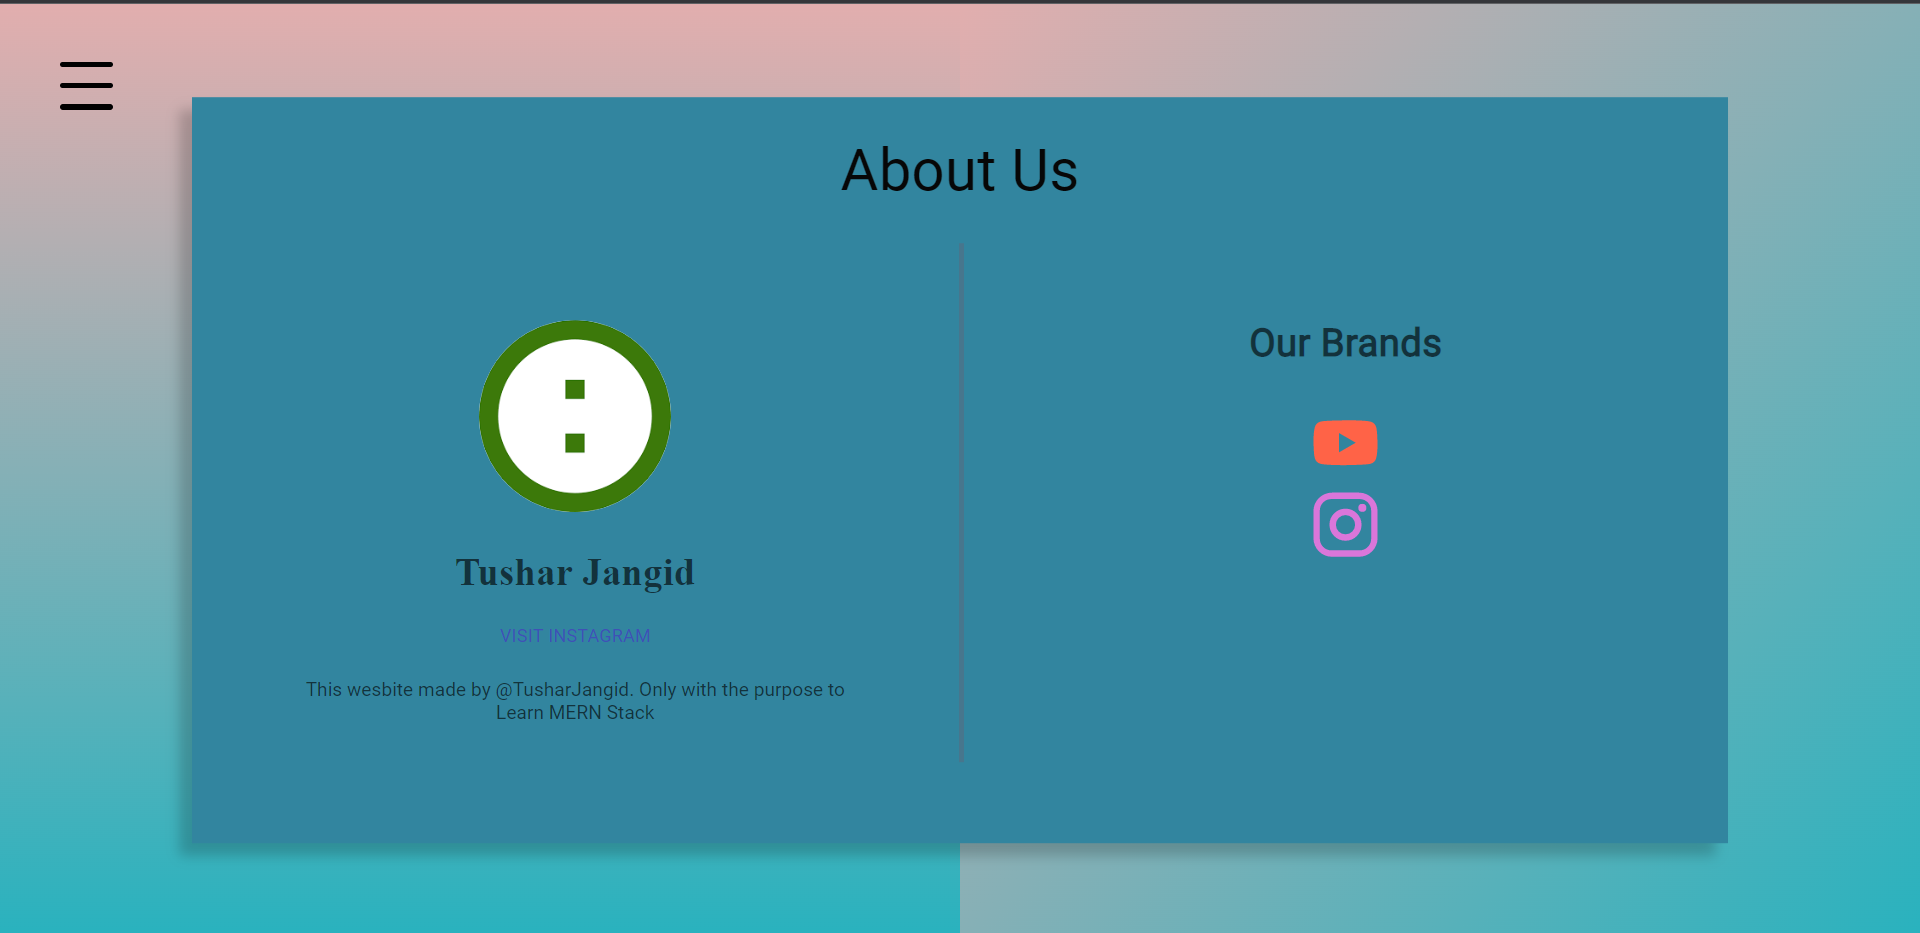 About Us
Our Brands
Tushar Jangid
VISIT INSTAGRAM
This wesbite made by @TusharJangid. Only with the purpose to
Learn MERN Stack